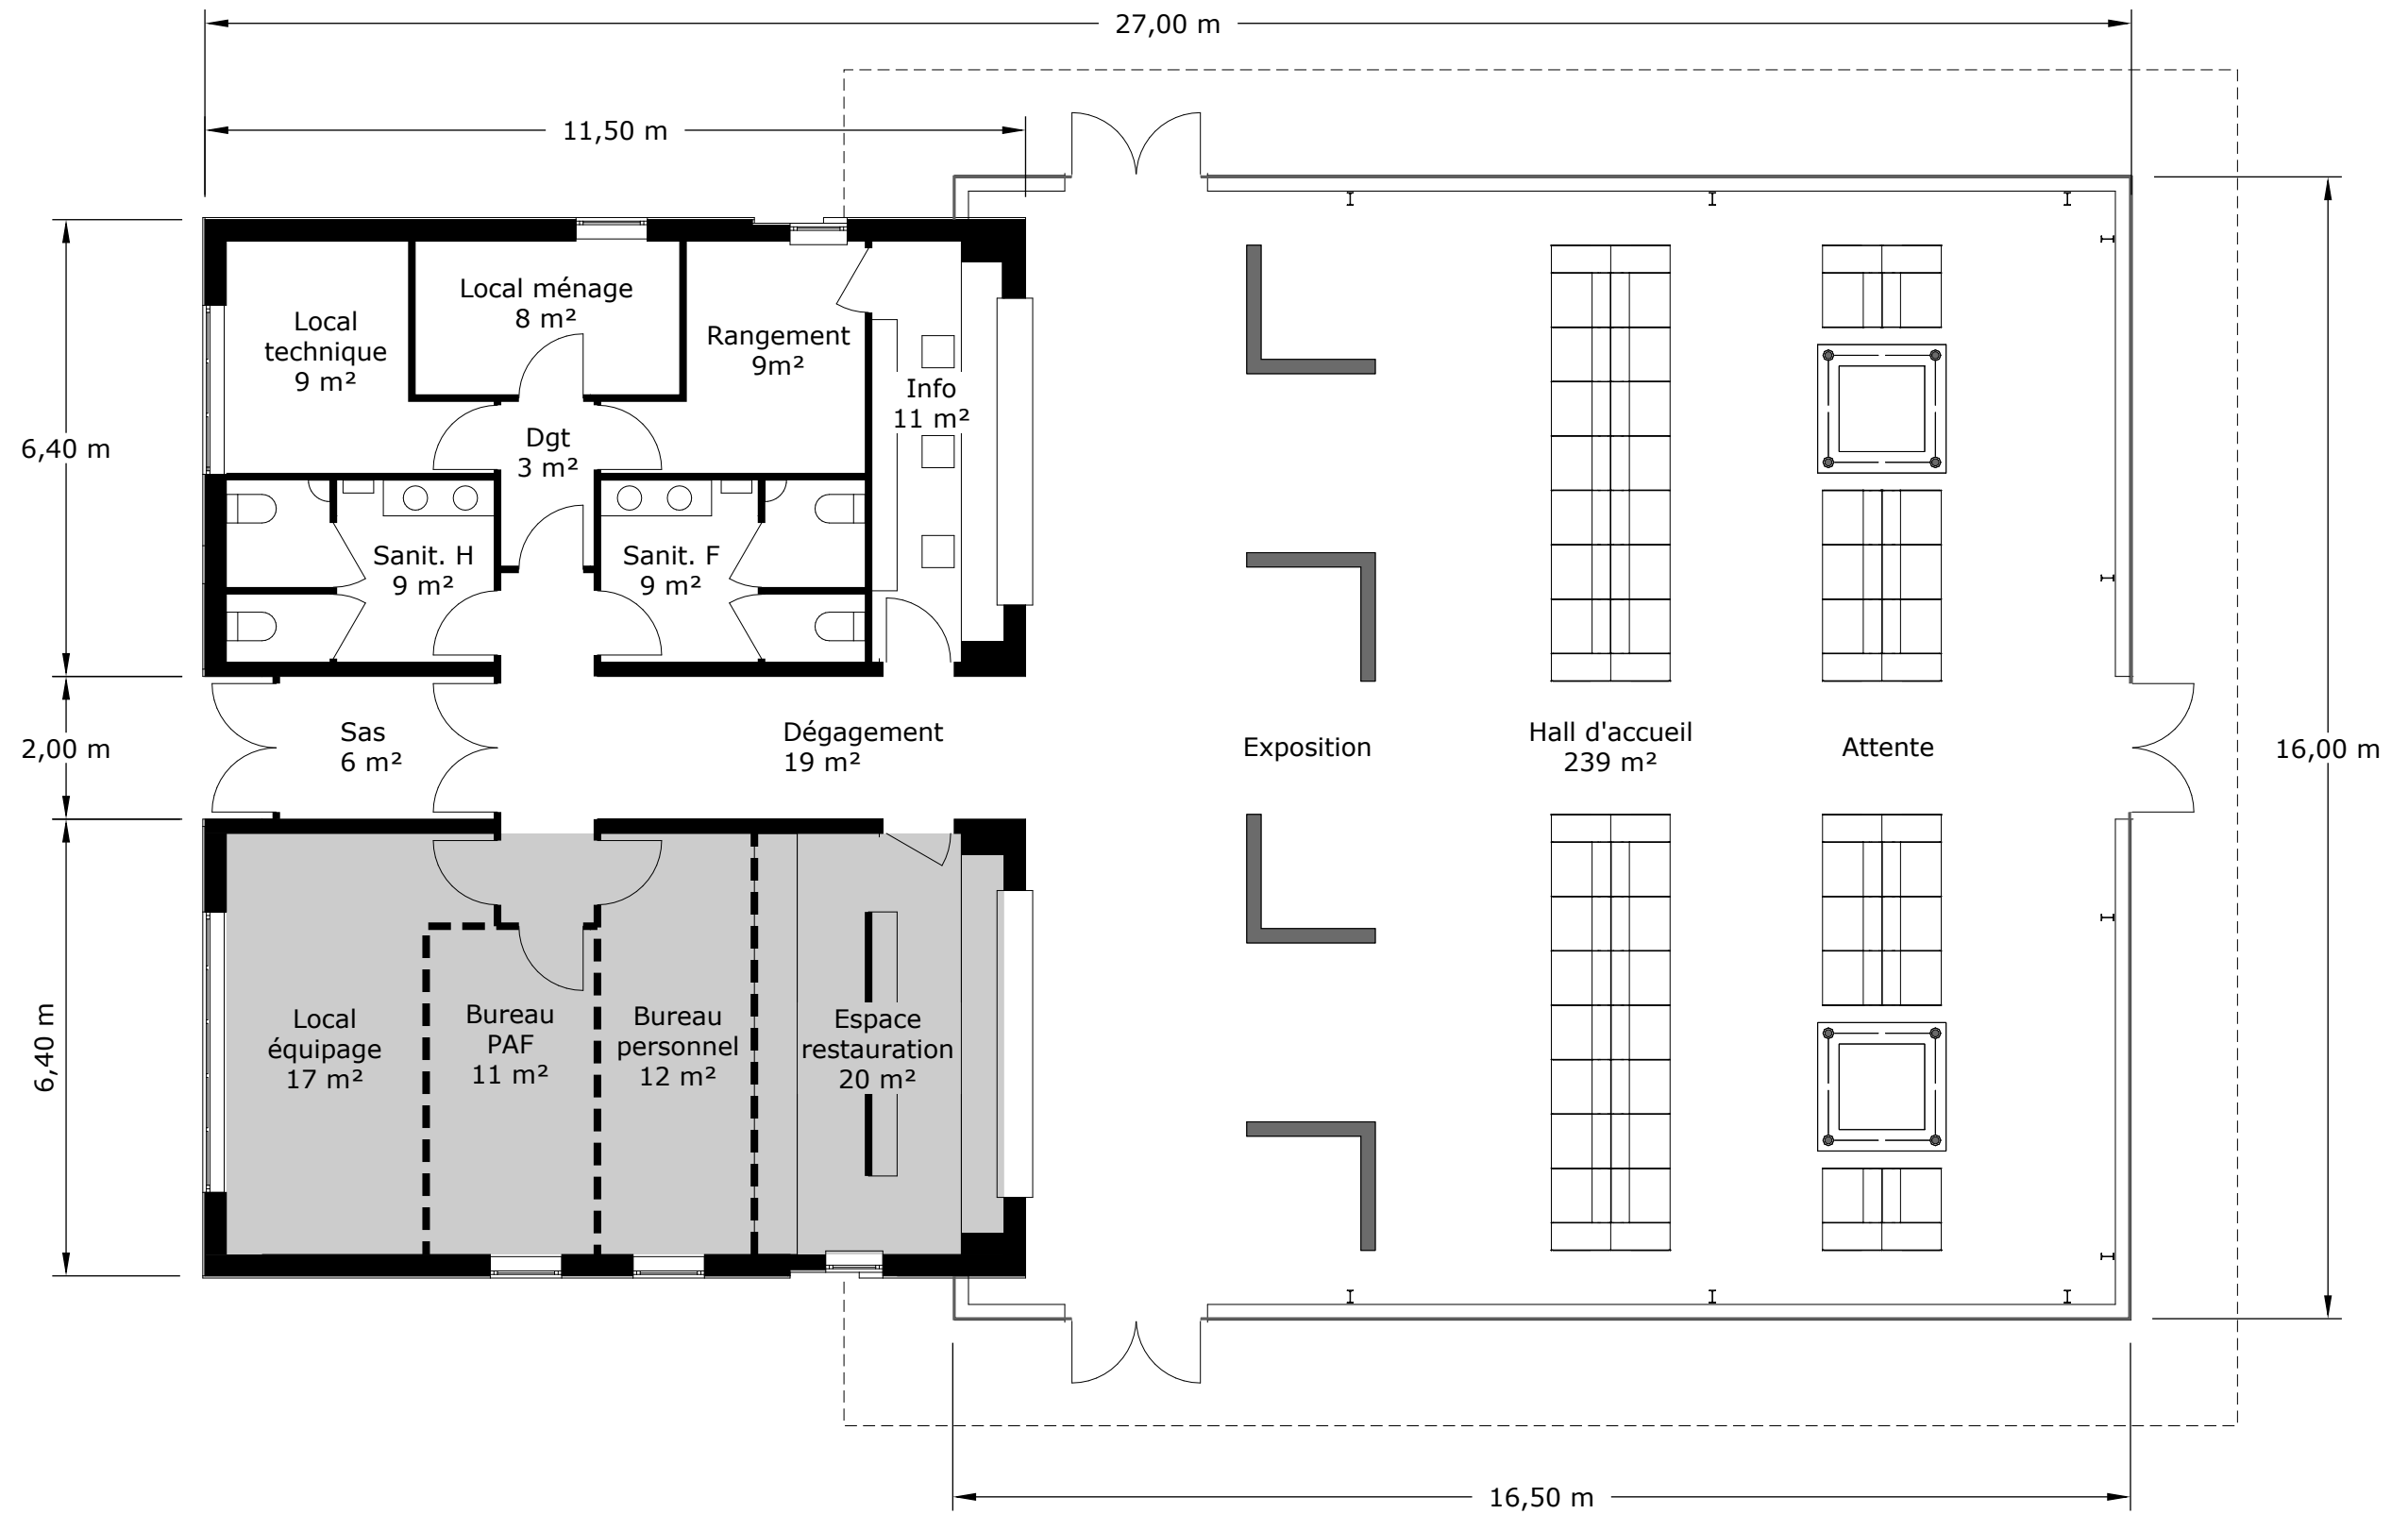 27,00 m
11,50 m
Local ménage
8 m²
Local
technique
9 m²
Rangement
9m²
Info
11 m²
Dgt
3 m²
6,40 m
Sanit. H
9 m²
Sanit. F
9 m²
2,00 m
Sas
6 m²
Dégagement
19 m²
Exposition
Hall d'accueil
239 m²
Attente
16,00 m
6,40 m
Local
équipage
17 m²
Bureau
PAF
11 m²
Bureau
personnel
12 m²
Espace
restauration
20 m²
16,50 m